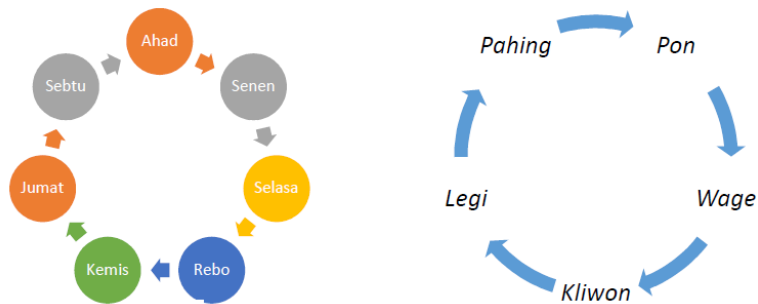 Ahad
Senen
Selasa
Rebo
Kemis
Jumat
Sebtu
Pahing
Pon
Wage
Kliwon
Legi